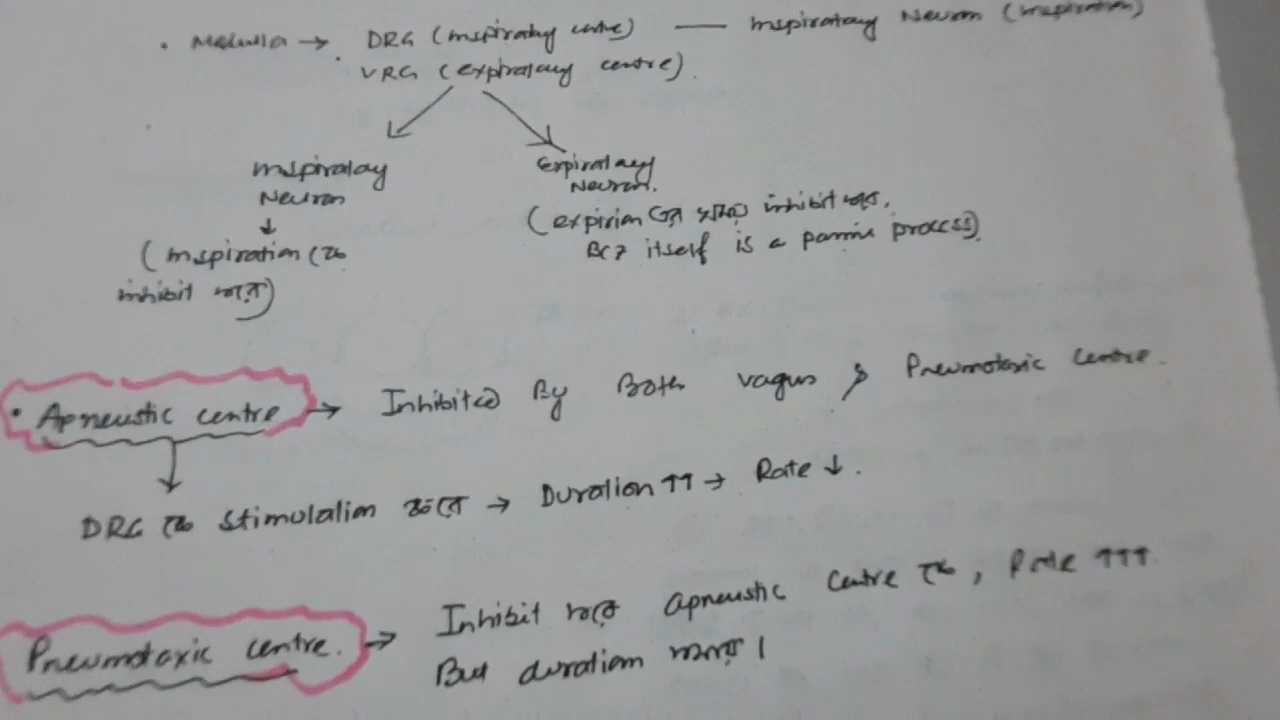 • Medulla → DRG (Inspiratory centre) — Inspiratory Neuron (Inspiration)
VRG (expiratory centre).
Inspiratory Neuron
↓
(Inspiration কে inhibit করে)
Expiratory Neuron.
(expirion inhibit করে,
Bcz itself is a passive process)
• Apneustic centre → Inhibited By Both vagus & Pneumotaxic centre.
↓
DRG কে stimulation করে → Duration ↑↑ → Rate ↓.
Pneumotaxic centre. → Inhibit করে apneustic centre কে, Rate ↑↑↑
But duration কমায় ।